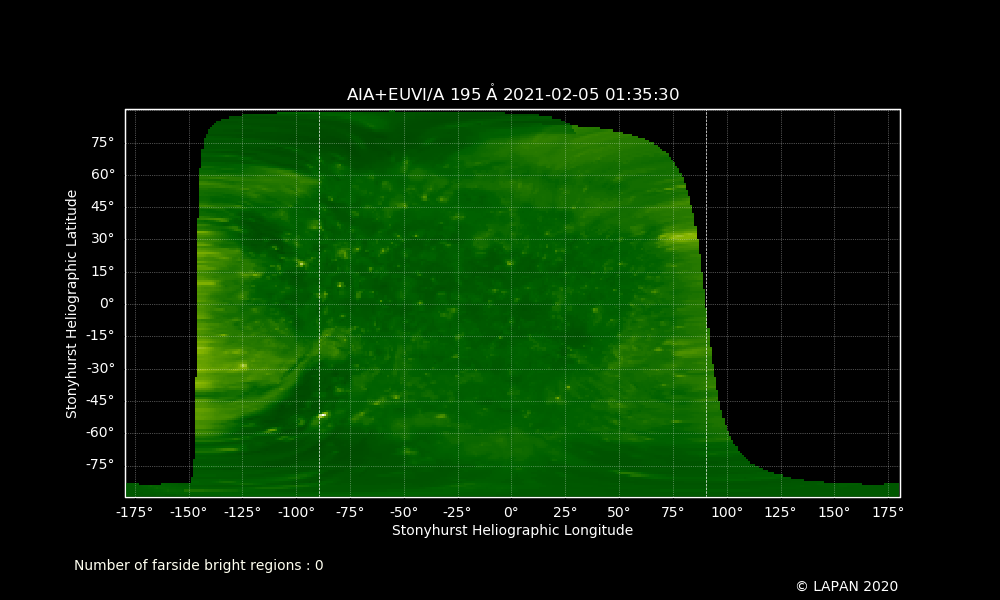 AIA+EUVI/A 195 Å 2021-02-05 01:35:30
Stonyhurst Heliographic Latitude
75°
60°
45°
30°
15°
0°
-15°
-30°
-45°
-60°
-75°
-175° -150° -125° -100° -75° -50° -25° 0° 25° 50° 75° 100° 125° 150° 175°
Stonyhurst Heliographic Longitude
Number of farside bright regions : 0
© LAPAN 2020